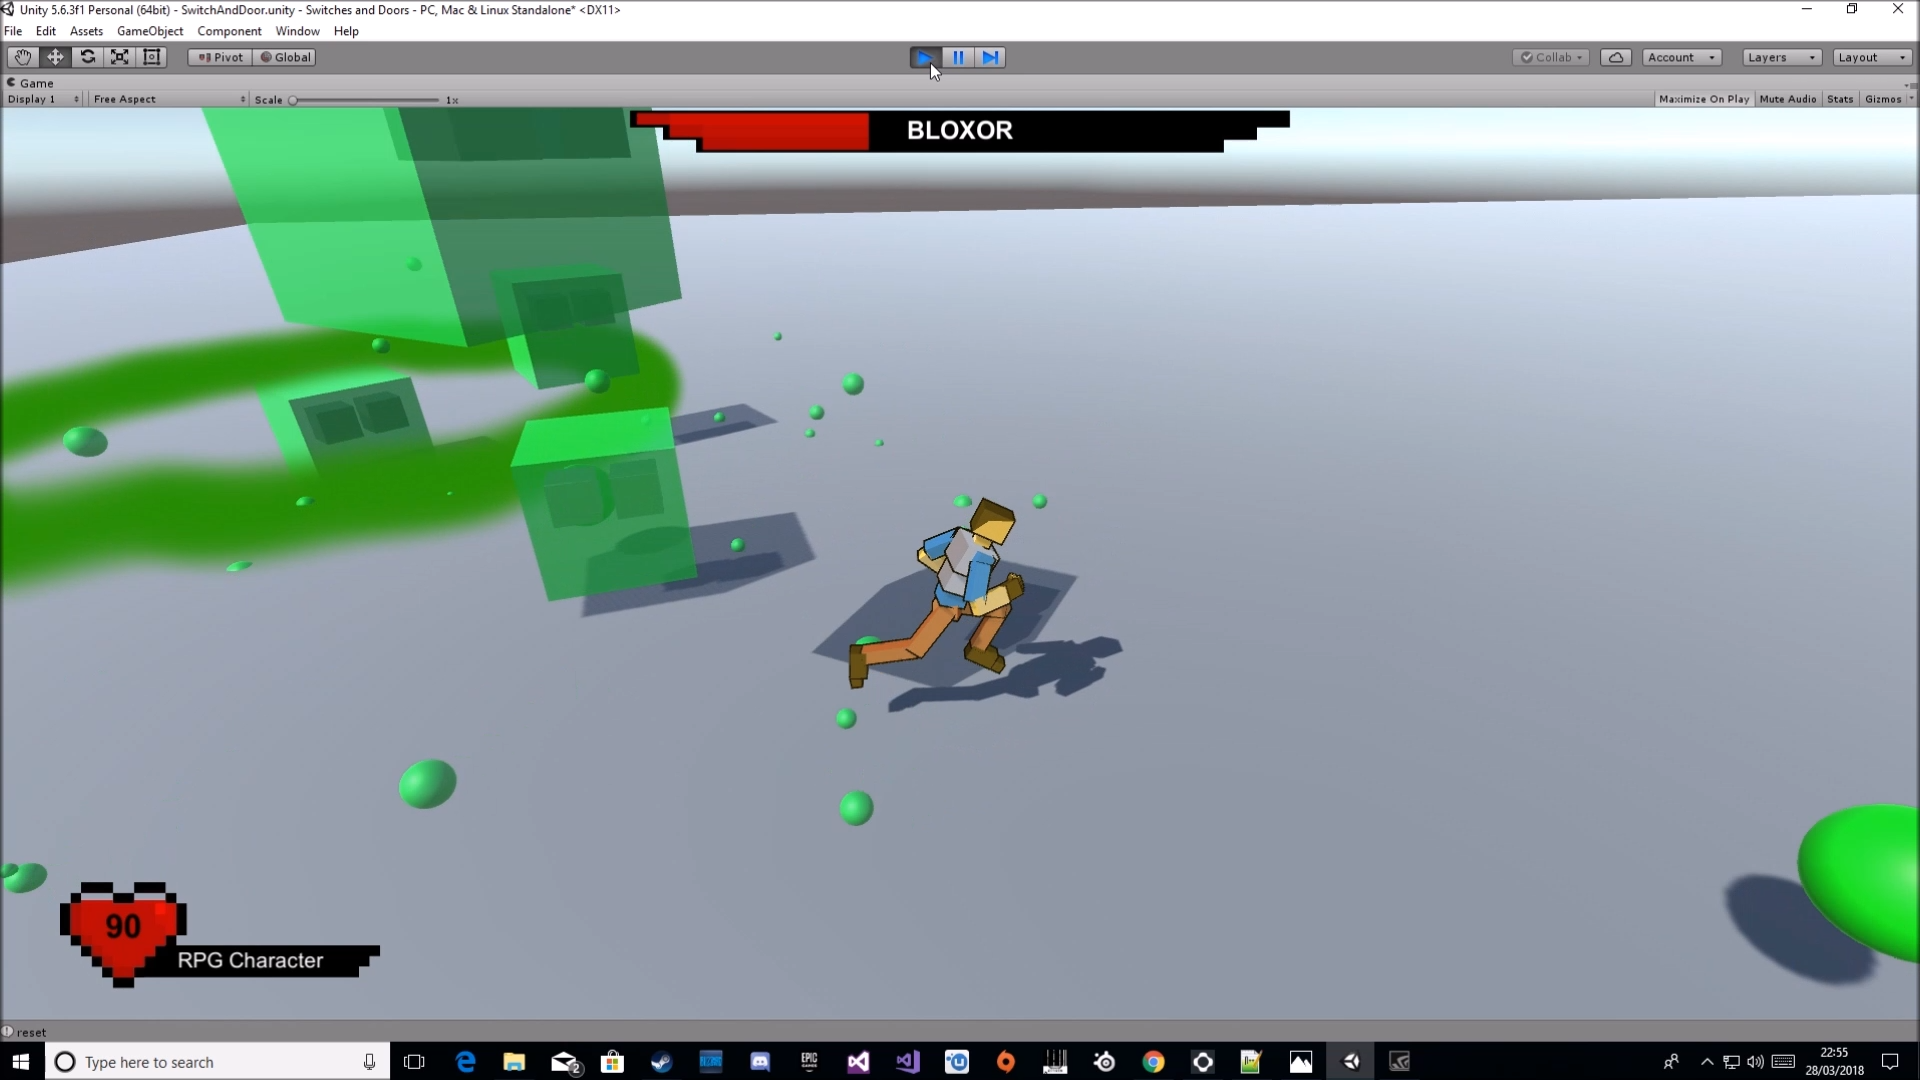 Unity 5.6.3f1 Personal (64bit) - SwitchAndDoor.unity - Switches and Doors - PC, Mac & Linux Standalone* <DX11>
File Edit Assets GameObject Component Window Help
Pivot Global Collab Account Layers Layout
Game
Display 1 Free Aspect Scale 1x Maximize On Play Mute Audio Stats Gizmos
BLOXOR
90
RPG Character
reset
Type here to search
2
EPIC
GAMES
22:55
28/03/2018